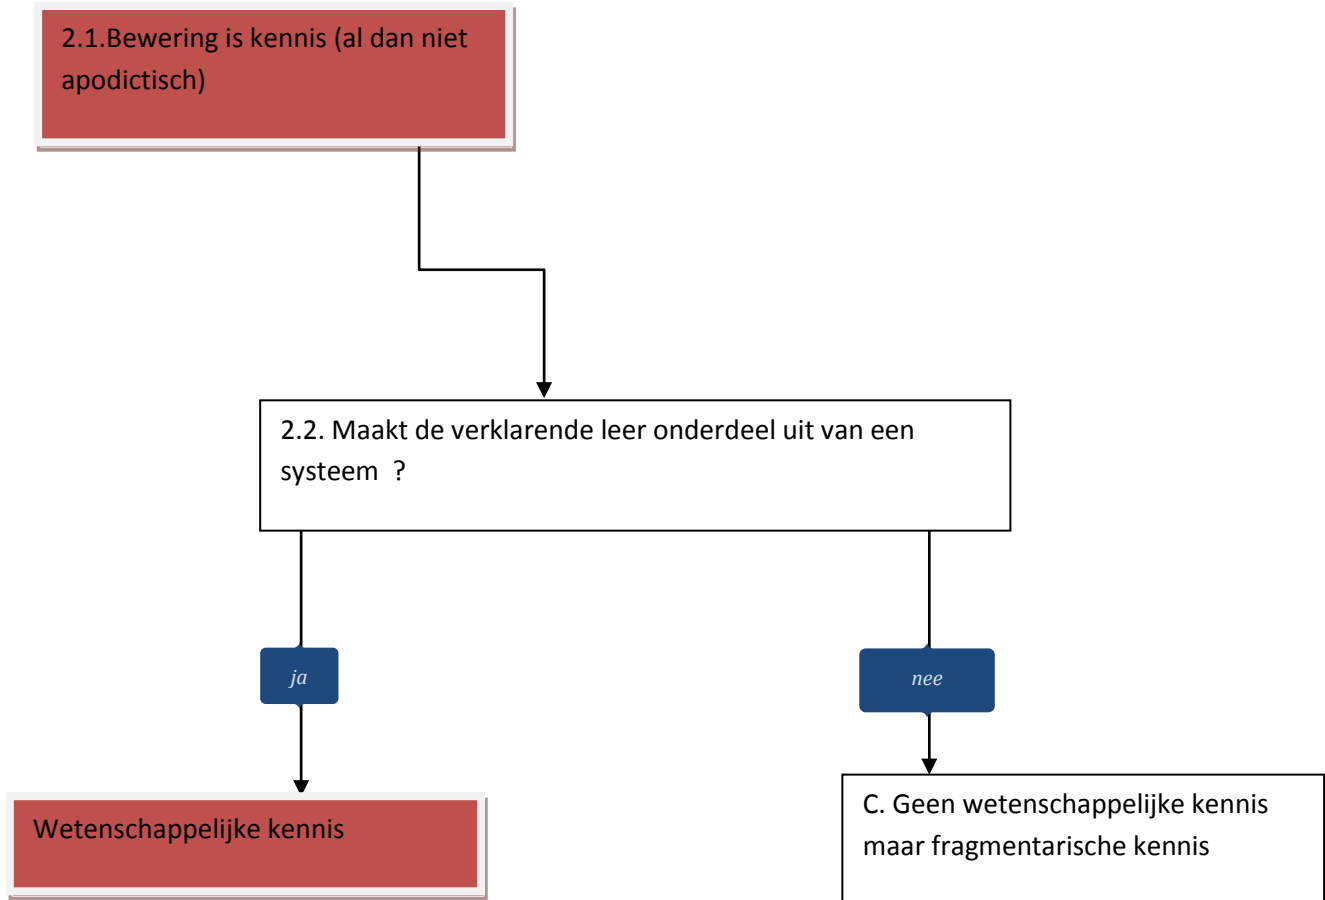 2.1.Bewering is kennis (al dan niet
apodictisch)
2.2. Maakt de verklarende leer onderdeel uit van een
systeem  ?
ja
nee
Wetenschappelijke kennis
C. Geen wetenschappelijke kennis
maar fragmentarische kennis